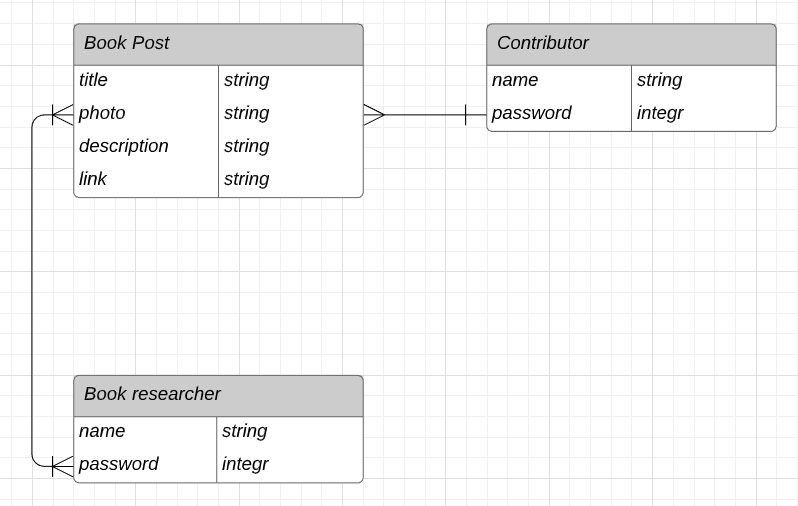 Book Post
title string
photo string
description string
link string
Contributor
name string
password integr
Book researcher
name string
password integr